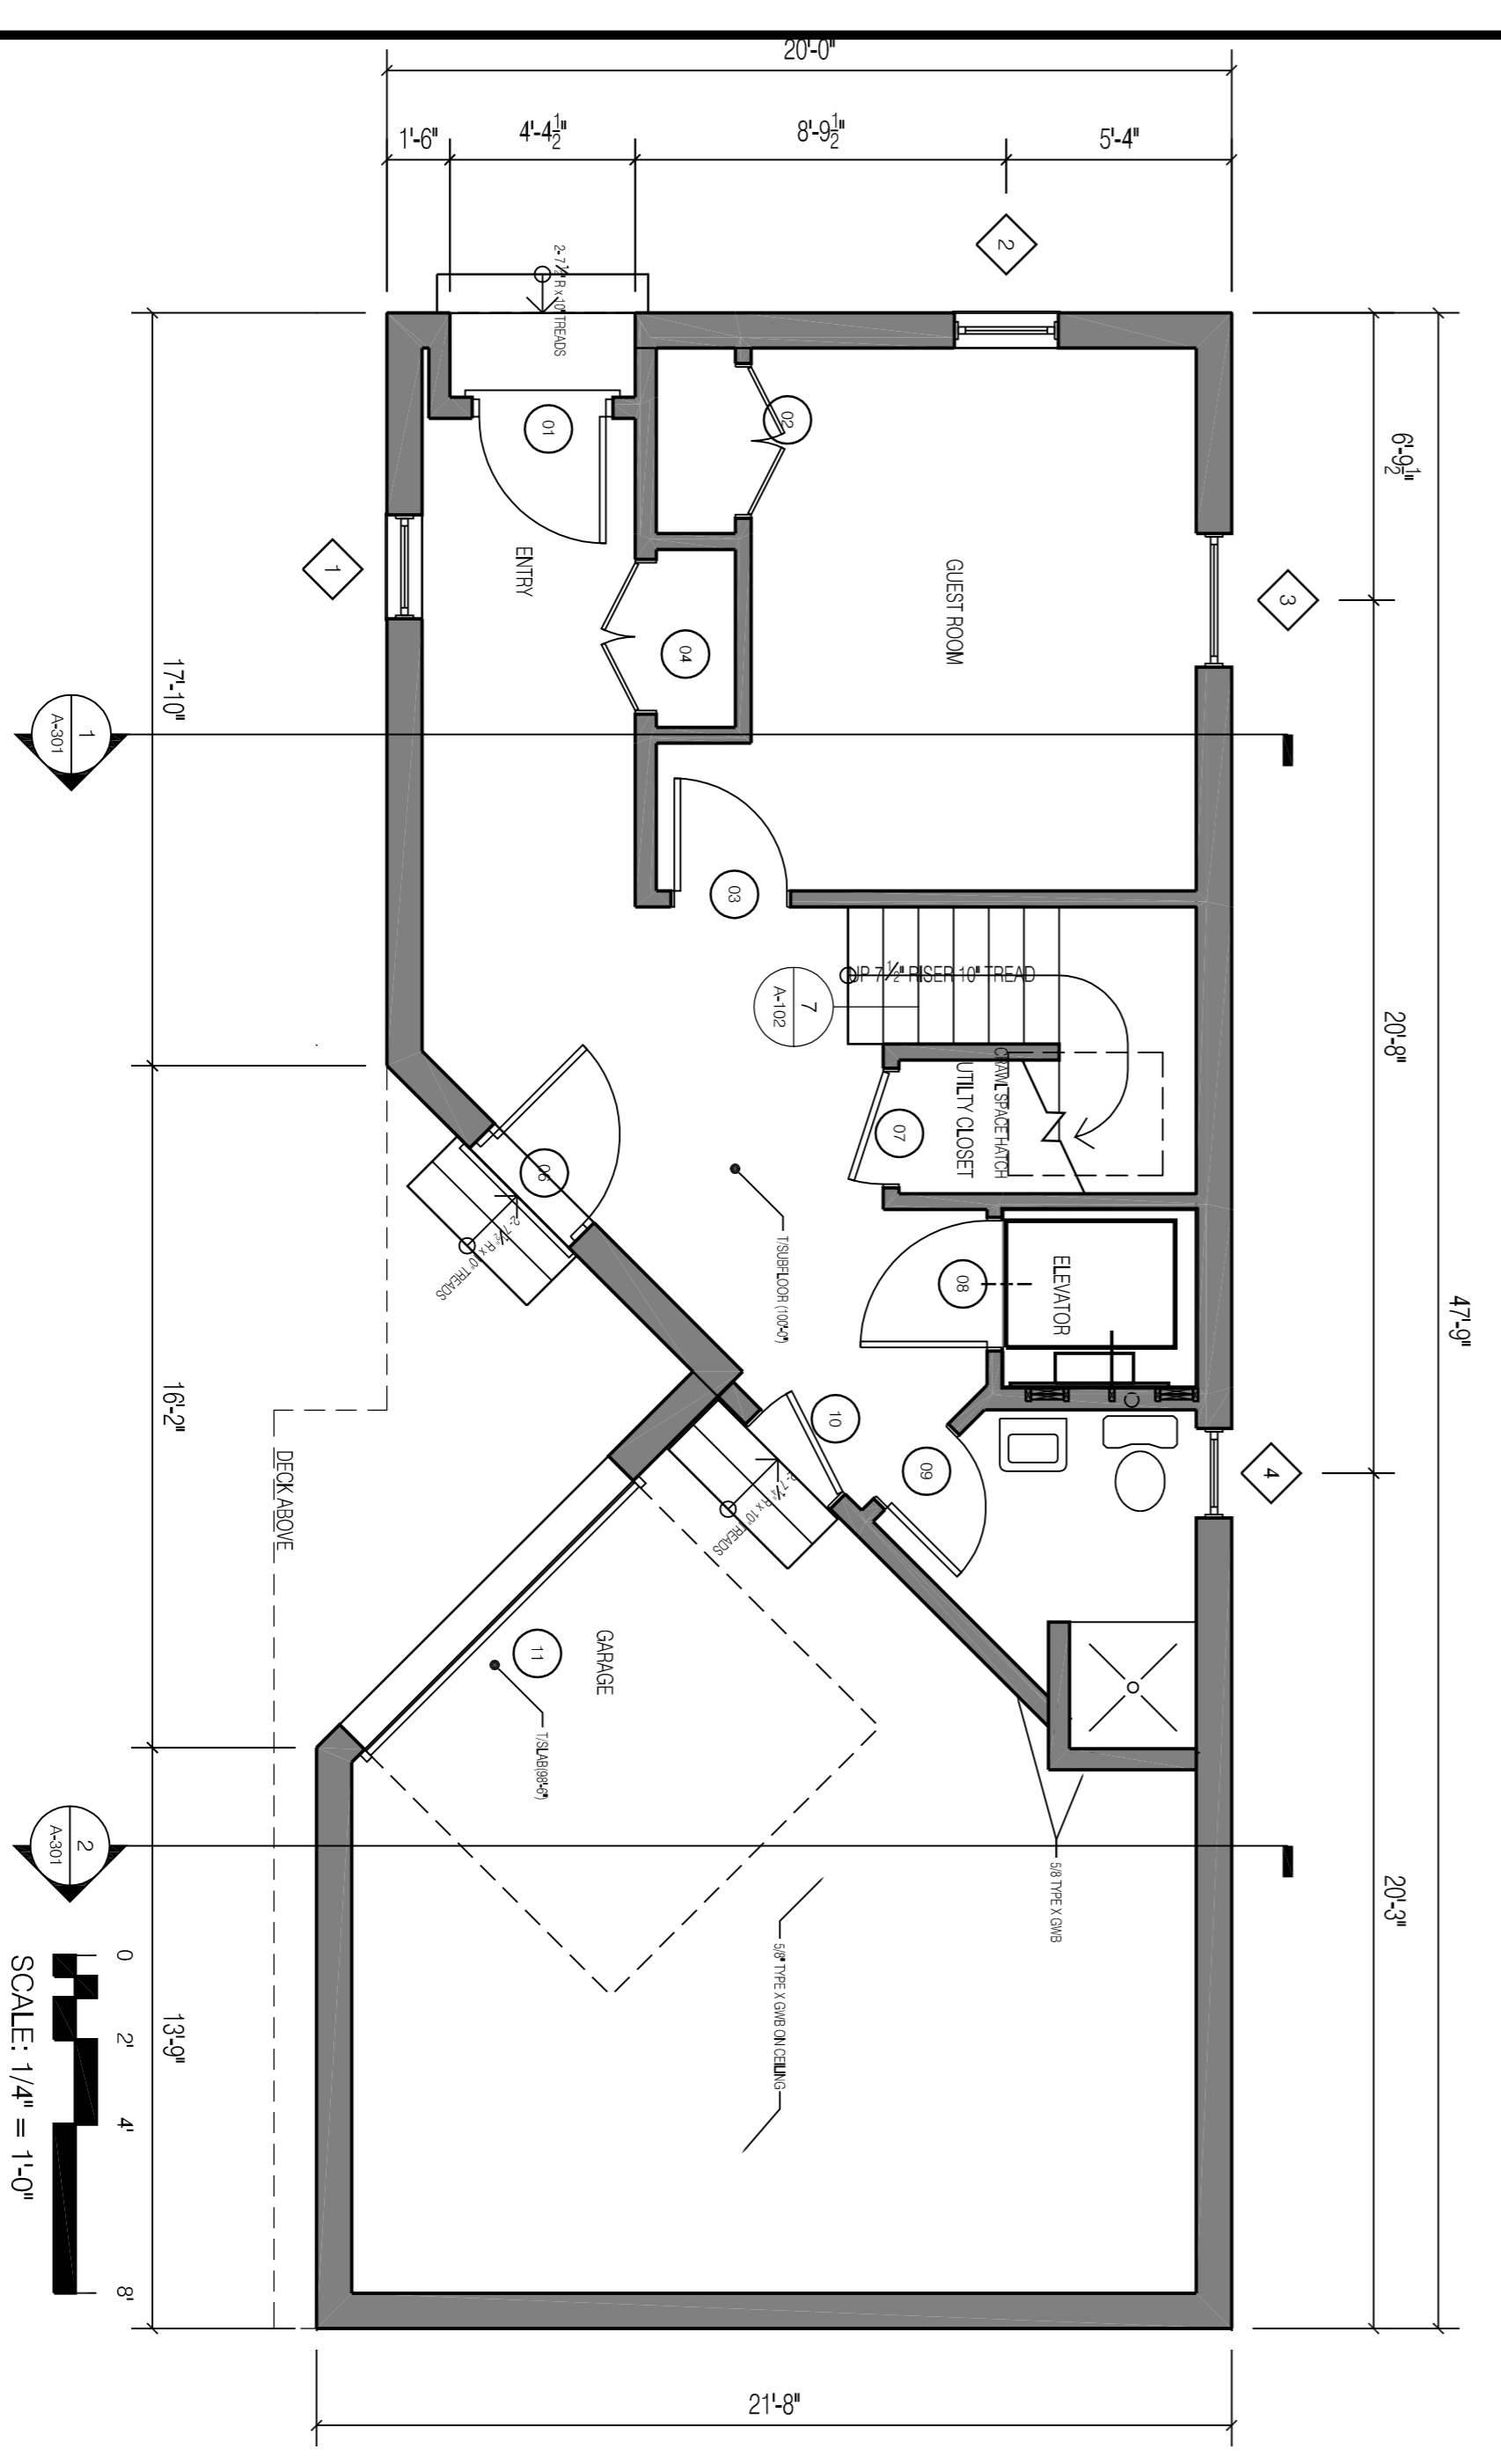 20'-0"
1'-6"
4'-4½"
8'-9½"
5'-4"
2
2- 7½" R x 10" TREADS
6'-9½"
01
02
ENTRY
GUEST ROOM
1
3
04
17'-10"
1
A-301
03
UP 7 ½" RISER 10" TREAD
7
A-102
20'-8"
CRAWL SPACE HATCH
UTILTY CLOSET
07
06
2- 7½" R x 10" TREADS
T/SUBFLOOR (100'-0")
08
ELEVATOR
47'-9"
16'-2"
10
09
4
2- 7¼" R x 10" TREADS
DECK ABOVE
11
GARAGE
T/SLAB(98'-6")
5/8 TYPE X GWB
20'-3"
2
A-301
5/8" TYPE X GWB ON CEILING
13'-9"
0
2'
4'
8'
SCALE: 1/4" = 1'-0"
21'-8"